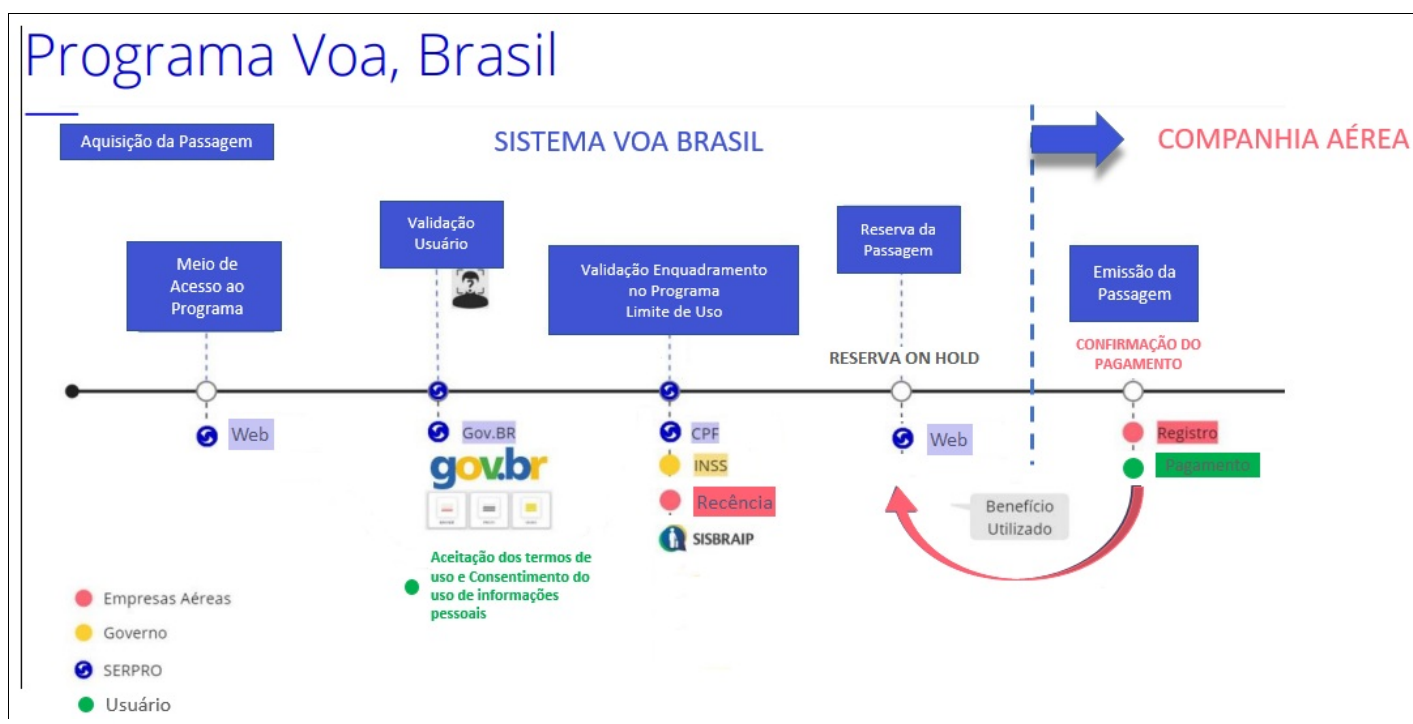 Programa Voa, Brasil
Aquisição da Passagem
SISTEMA VOA BRASIL
COMPANHIA AÉREA
Meio de
Acesso ao
Programa
Validação
Usuário
Validação Enquadramento
no Programa
Limite de Uso
Reserva da
Passagem
Emissão da
Passagem
RESERVA ON HOLD
CONFIRMAÇÃO DO
PAGAMENTO
Web
Gov.BR
gov.br
Aceitação dos termos de
uso e Consentimento do
uso de informações
pessoais
CPF
INSS
Recência
SISBRAIP
Web
Registro
Pagamento
Benefício
Utilizado
Empresas Aéreas
Governo
SERPRO
Usuário